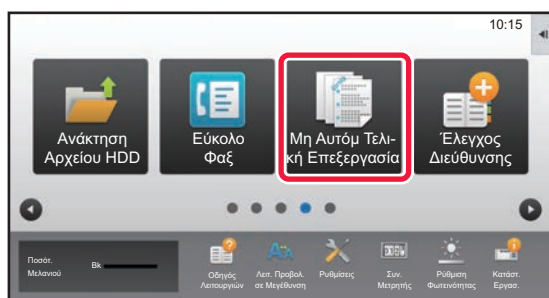 10:15
Ανάκτηση
Αρχείου HDD
Εύκολο
Φαξ
Μη Αυτόμ Τελι-
κή Επεξεργασία
Έλεγχος
Διεύθυνσης
Ποσότ.
Μελανιού
Bk
Οδηγός
Λειτουργιών
Λειτ. Προβολ.
σε Μεγέθυνση
Ρυθμίσεις
Συν.
Μετρητής
Ρύθμιση
Φωτεινότητας
Κατάστ.
Εργασ.